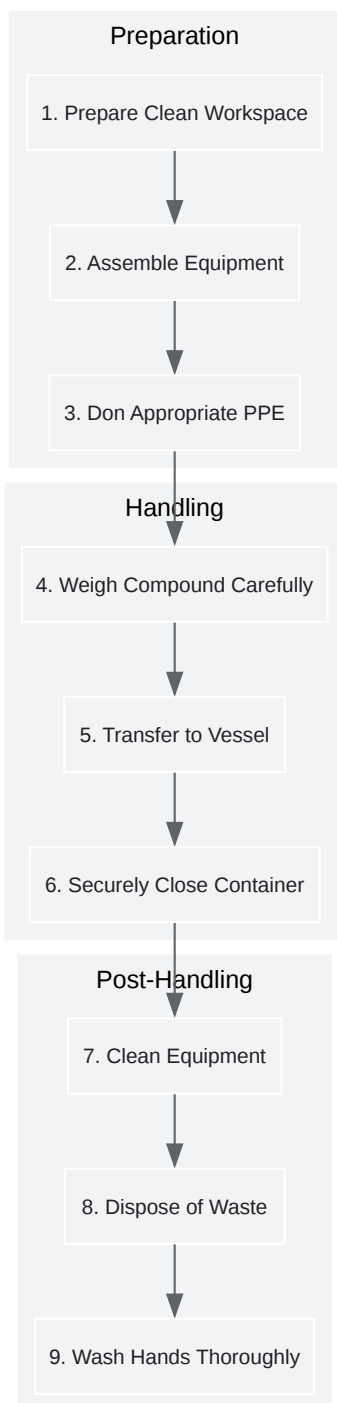 Preparation
1. Prepare Clean Workspace
2. Assemble Equipment
3. Don Appropriate PPE
Handling
4. Weigh Compound Carefully
5. Transfer to Vessel
6. Securely Close Container
Post-Handling
7. Clean Equipment
8. Dispose of Waste
9. Wash Hands Thoroughly